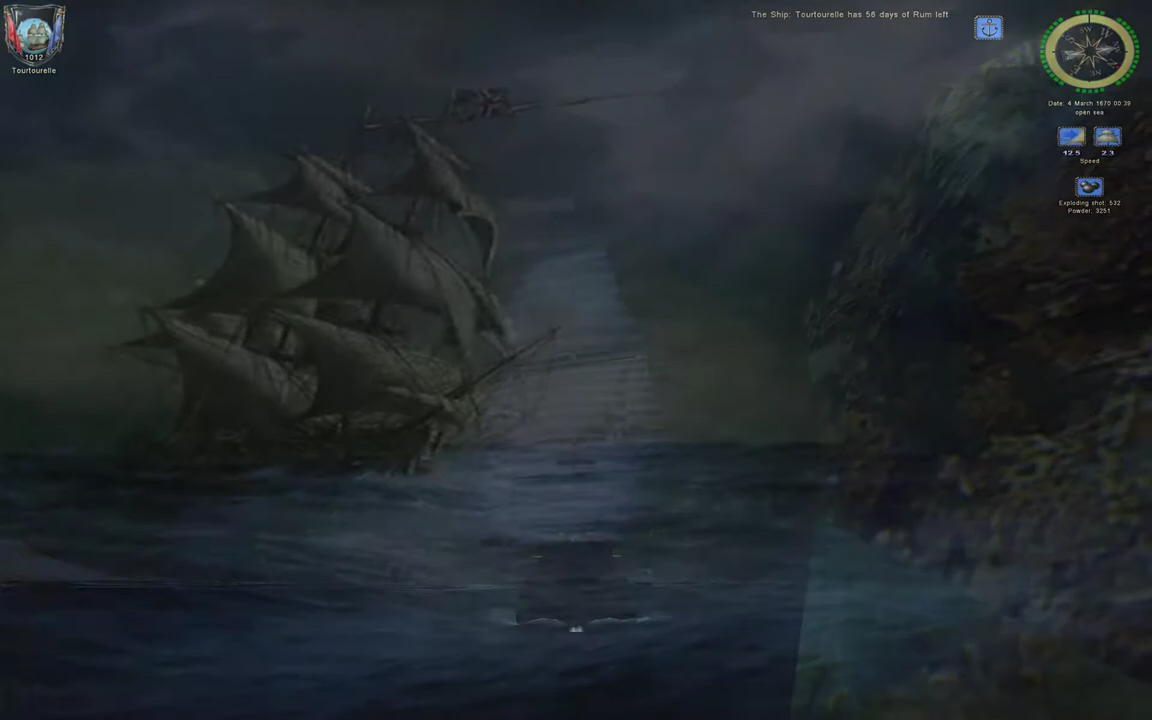 The Ship: Tourtourelle has 56 days of Rum left
1012
Tourtourelle
Date: 4 March 1670 00:39
open sea
12.5 2.3
Speed
Exploding shot: 532
Powder: 3251